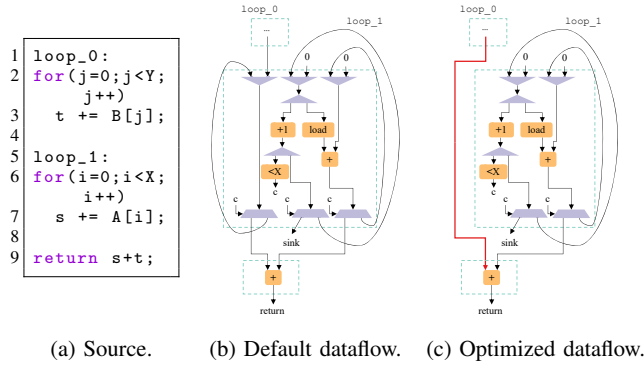 1 loop_0:
2 for(j=0;j<Y;
j++)
3 t += B[j];
4
5 loop_1:
6 for(i=0;i<X;
i++)
7 s += A[i];
8
9 return s+t;
(a) Source.
loop_0
loop_1
...
0
0
+1
load
<X
+
c
c
c
c
sink
+
return
(b) Default dataflow.
loop_0
loop_1
...
0
0
+1
load
<X
+
c
c
c
sink
+
return
(c) Optimized dataflow.